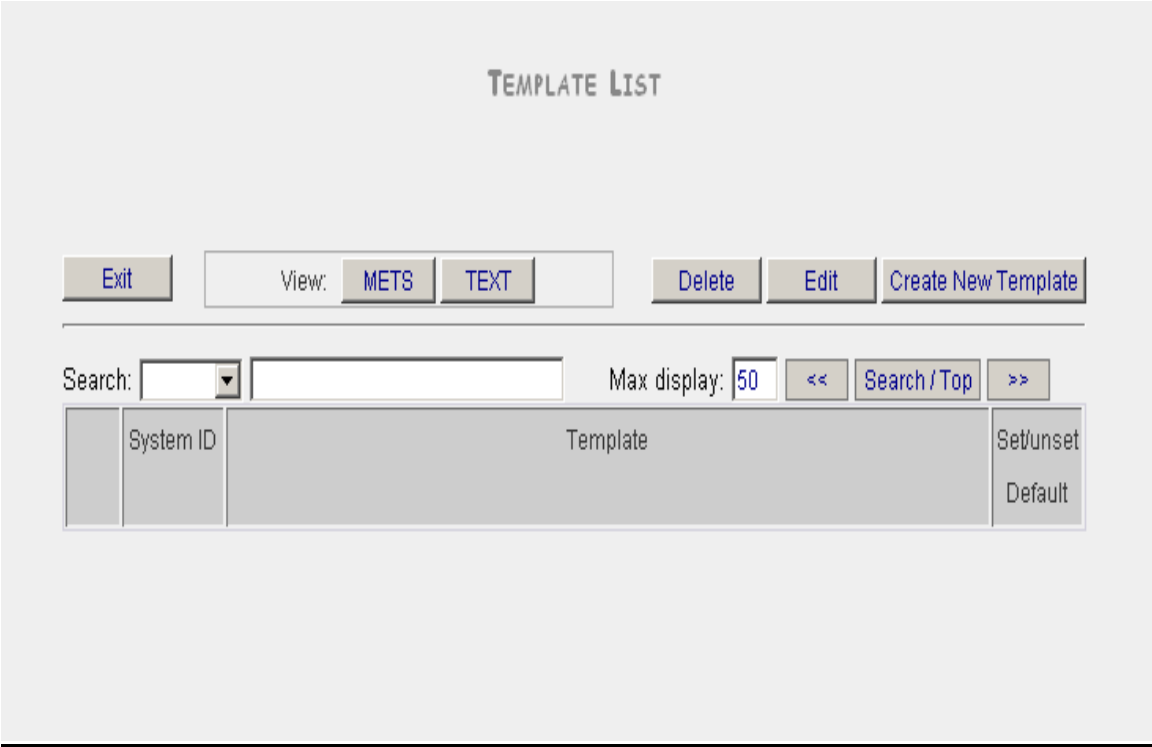 TEMPLATE LIST
Exit View: METS TEXT Delete Edit Create New Template
Search: Max display: 50 << Search / Top >>
System ID Template Set/unset
Default